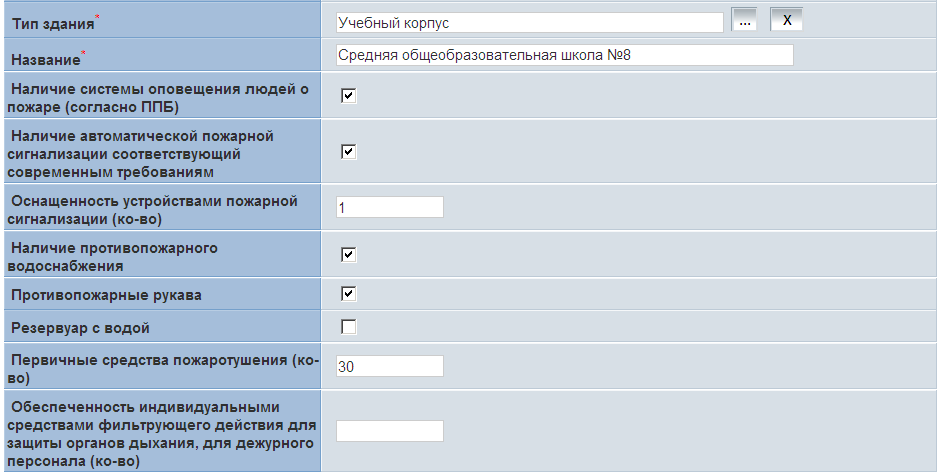 Тип здания* Учебный корпус ... X
Название* Средняя общеобразовательная школа №8
Наличие системы оповещения людей о
пожаре (согласно ППБ)
Наличие автоматической пожарной
сигнализации соответствующий
современным требованиям
Оснащенность устройствами пожарной
сигнализации (ко-во)
1
Наличие противопожарного
водоснабжения
Противопожарные рукава
Резервуар с водой
Первичные средства пожаротушения (ко-
во)
30
Обеспеченность индивидуальными
средствами фильтрующего действия для
защиты органов дыхания, для дежурного
персонала (ко-во)